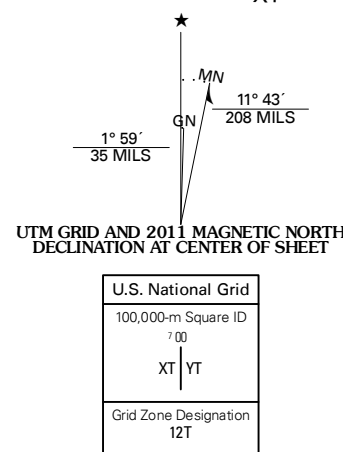 ★
MN
11° 43´
208 MILS
GN
1° 59´
35 MILS
UTM GRID AND 2011 MAGNETIC NORTH
DECLINATION AT CENTER OF SHEET
U.S. National Grid
100,000-m Square ID
7 00
XT YT
Grid Zone Designation
12T